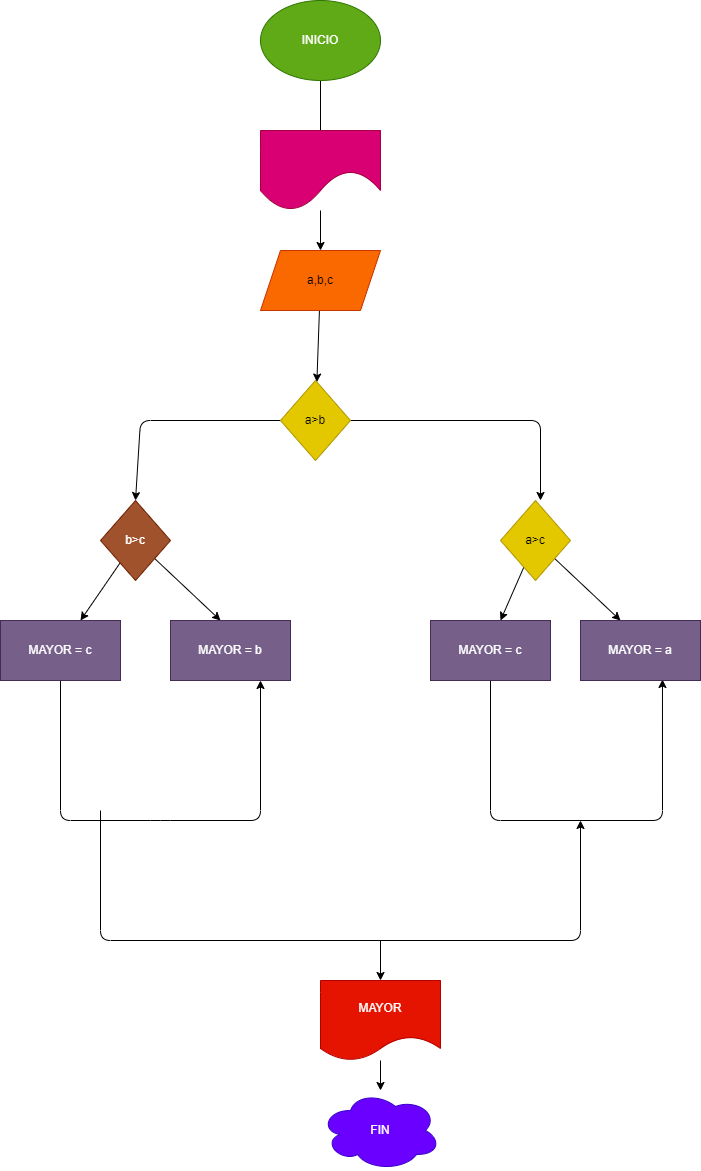 INICIO
a,b,c
a>b
b>c
a>c
MAYOR = c
MAYOR = b
MAYOR = c
MAYOR = a
MAYOR
FIN